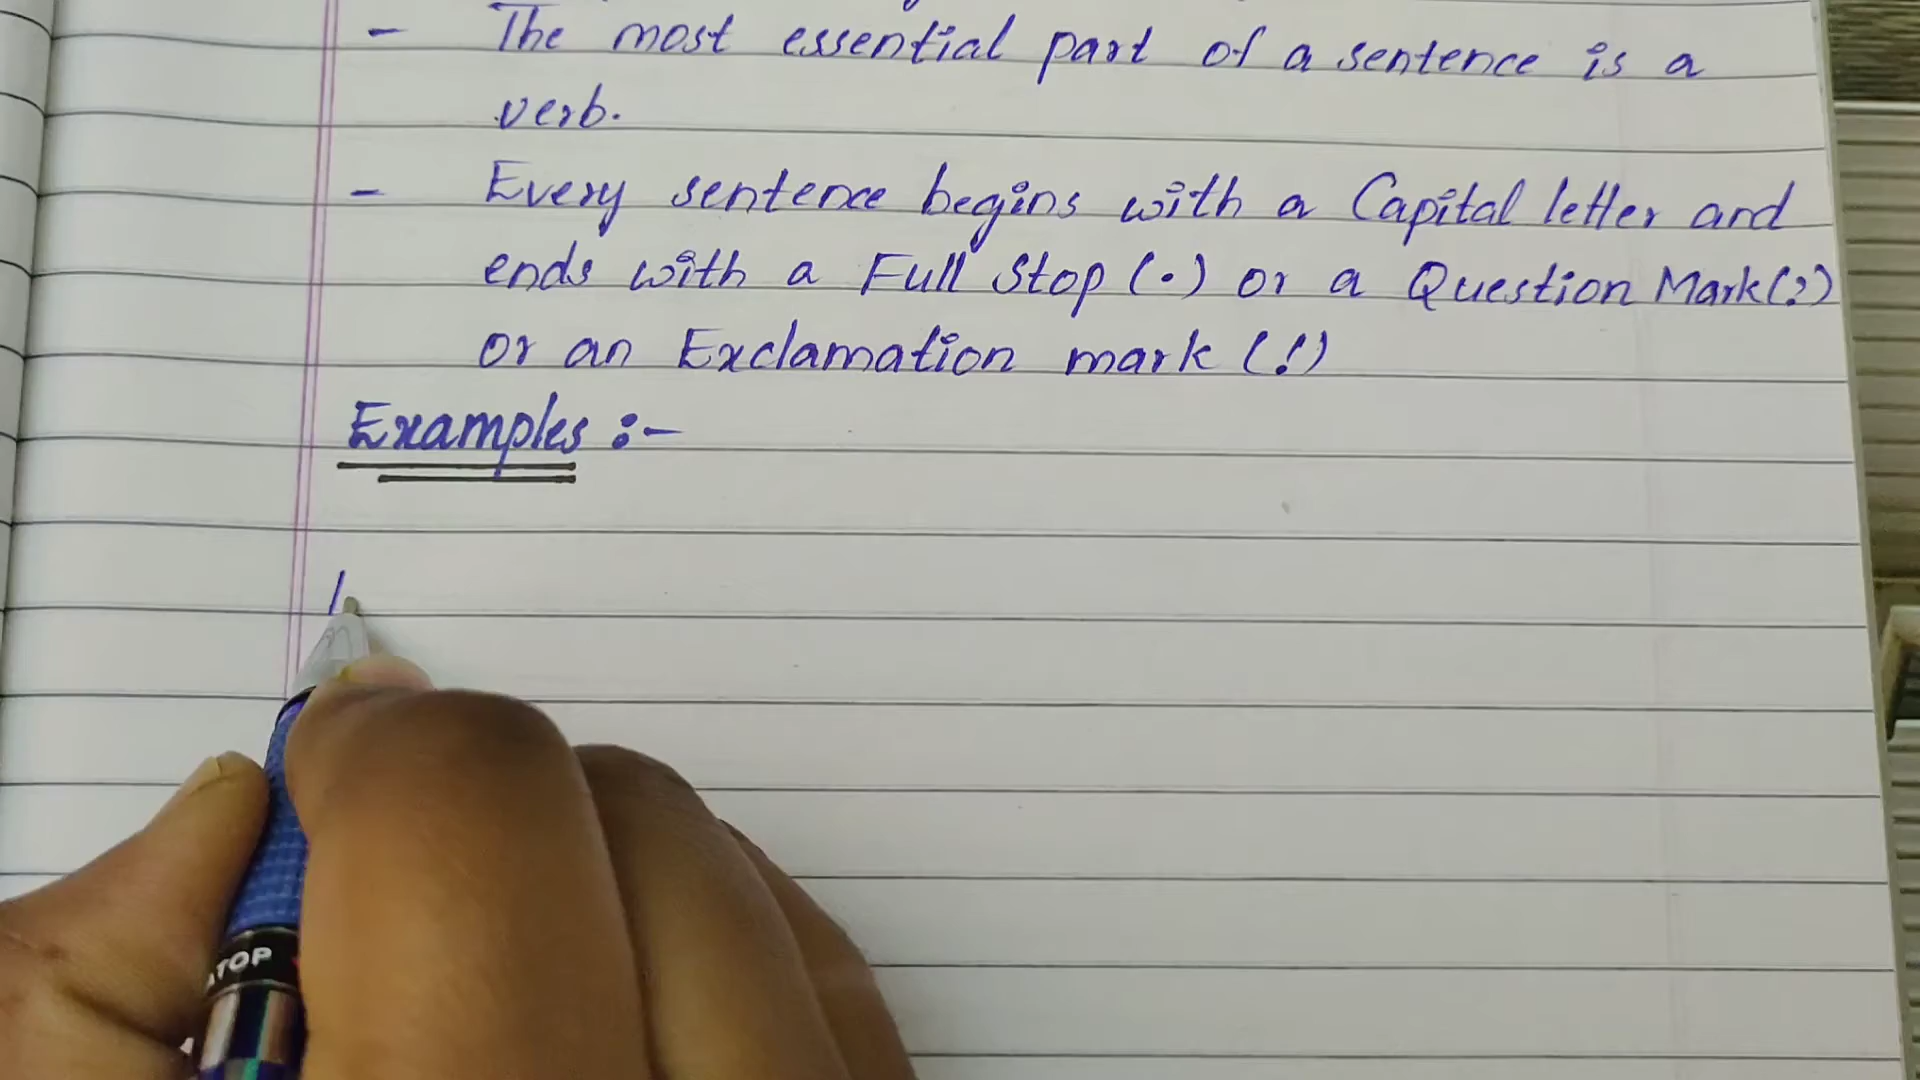 - The most essential part of a sentence is a
verb.
- Every sentence begins with a Capital letter and
ends with a Full Stop (.) or a Question Mark (?)
or an Exclamation mark (!)
Examples :-
ATOP